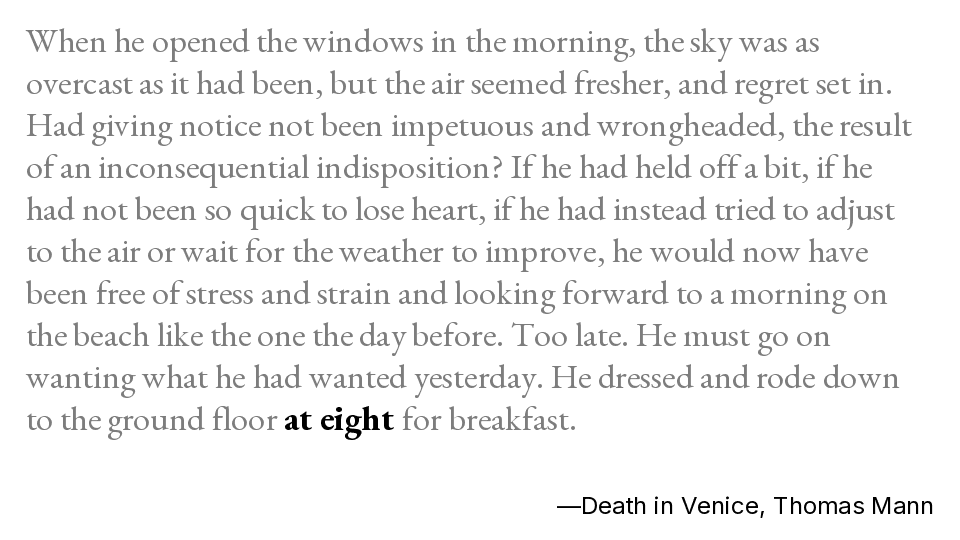 When he opened the windows in the morning, the sky was as
overcast as it had been, but the air seemed fresher, and regret set in.
Had giving notice not been impetuous and wrongheaded, the result
of an inconsequential indisposition? If he had held off a bit, if he
had not been so quick to lose heart, if he had instead tried to adjust
to the air or wait for the weather to improve, he would now have
been free of stress and strain and looking forward to a morning on
the beach like the one the day before. Too late. He must go on
wanting what he had wanted yesterday. He dressed and rode down
to the ground floor at eight for breakfast.
—Death in Venice, Thomas Mann